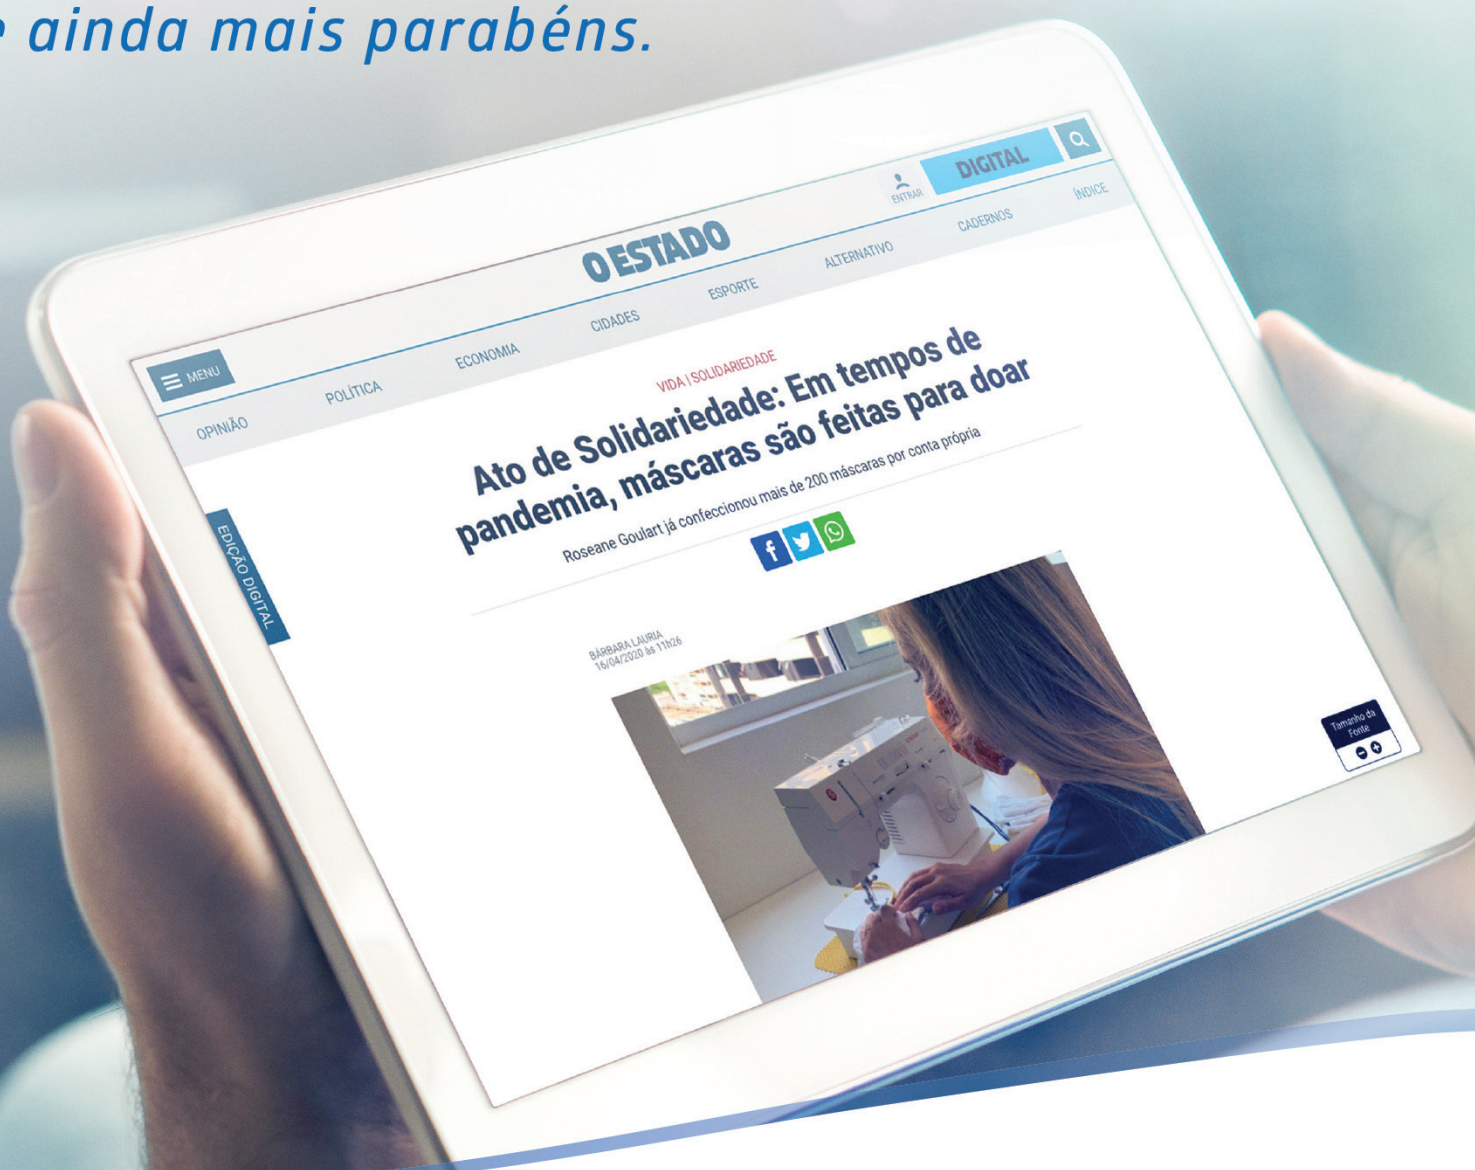 e ainda mais parabéns.
ENTRAR
DIGITAL
O ESTADO
MENU
OPINIÃO
POLÍTICA
ECONOMIA
CIDADES
ESPORTE
ALTERNATIVO
CADERNOS
ÍNDICE
VIDA | SOLIDARIEDADE
Ato de Solidariedade: Em tempos de
pandemia, máscaras são feitas para doar
Roseane Goulart já confeccionou mais de 200 máscaras por conta própria
EDIÇÃO DIGITAL
BÁRBARA LAURIA
16/04/2020 às 11h26
Tamanho da
Fonte